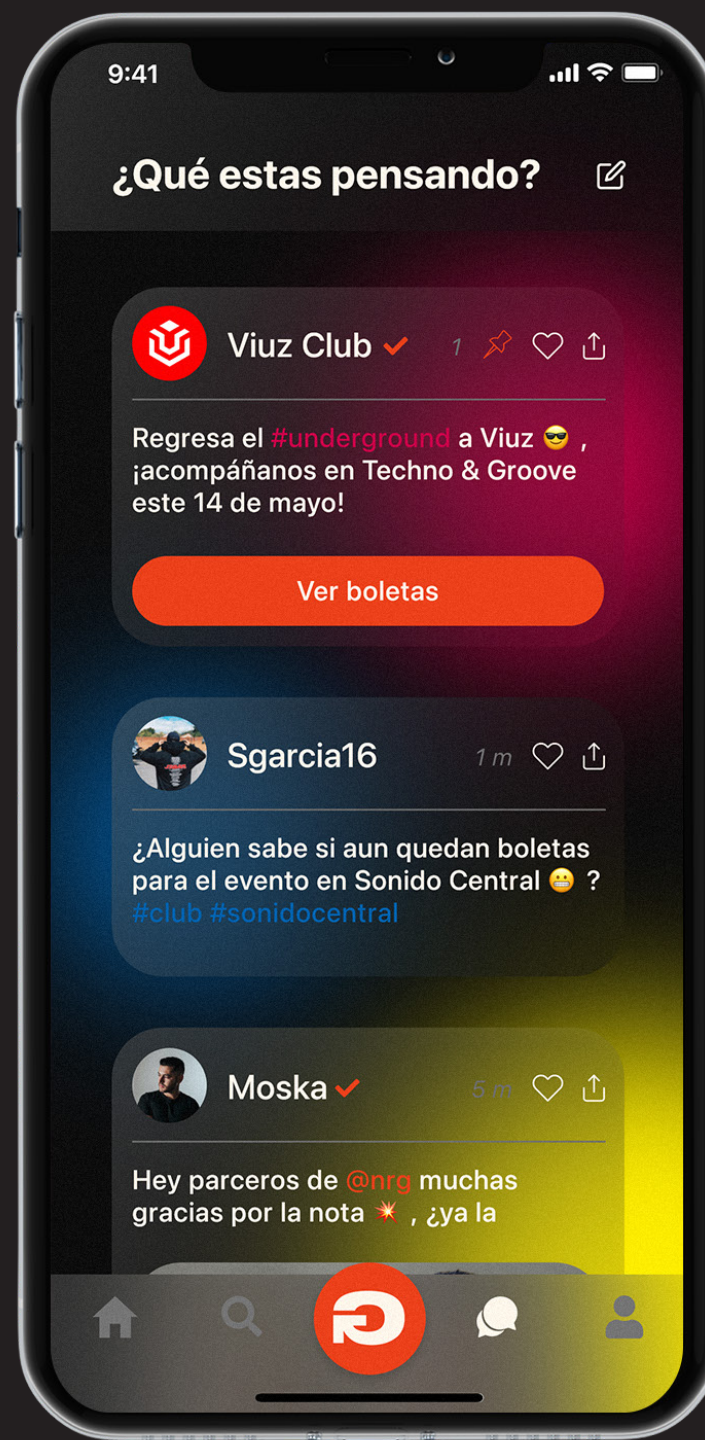 9:41
¿Qué estas pensando?
Viuz Club 1
Regresa el #underground a Viuz 😎 ,
¡acompáñanos en Techno & Groove
este 14 de mayo!
Ver boletas
Sgarcia16 1 m
¿Alguien sabe si aun quedan boletas
para el evento en Sonido Central 😬 ?
#club #sonidocentral
Moska 5 m
Hey parceros de @nrg muchas
gracias por la nota 💥 , ¿ya la